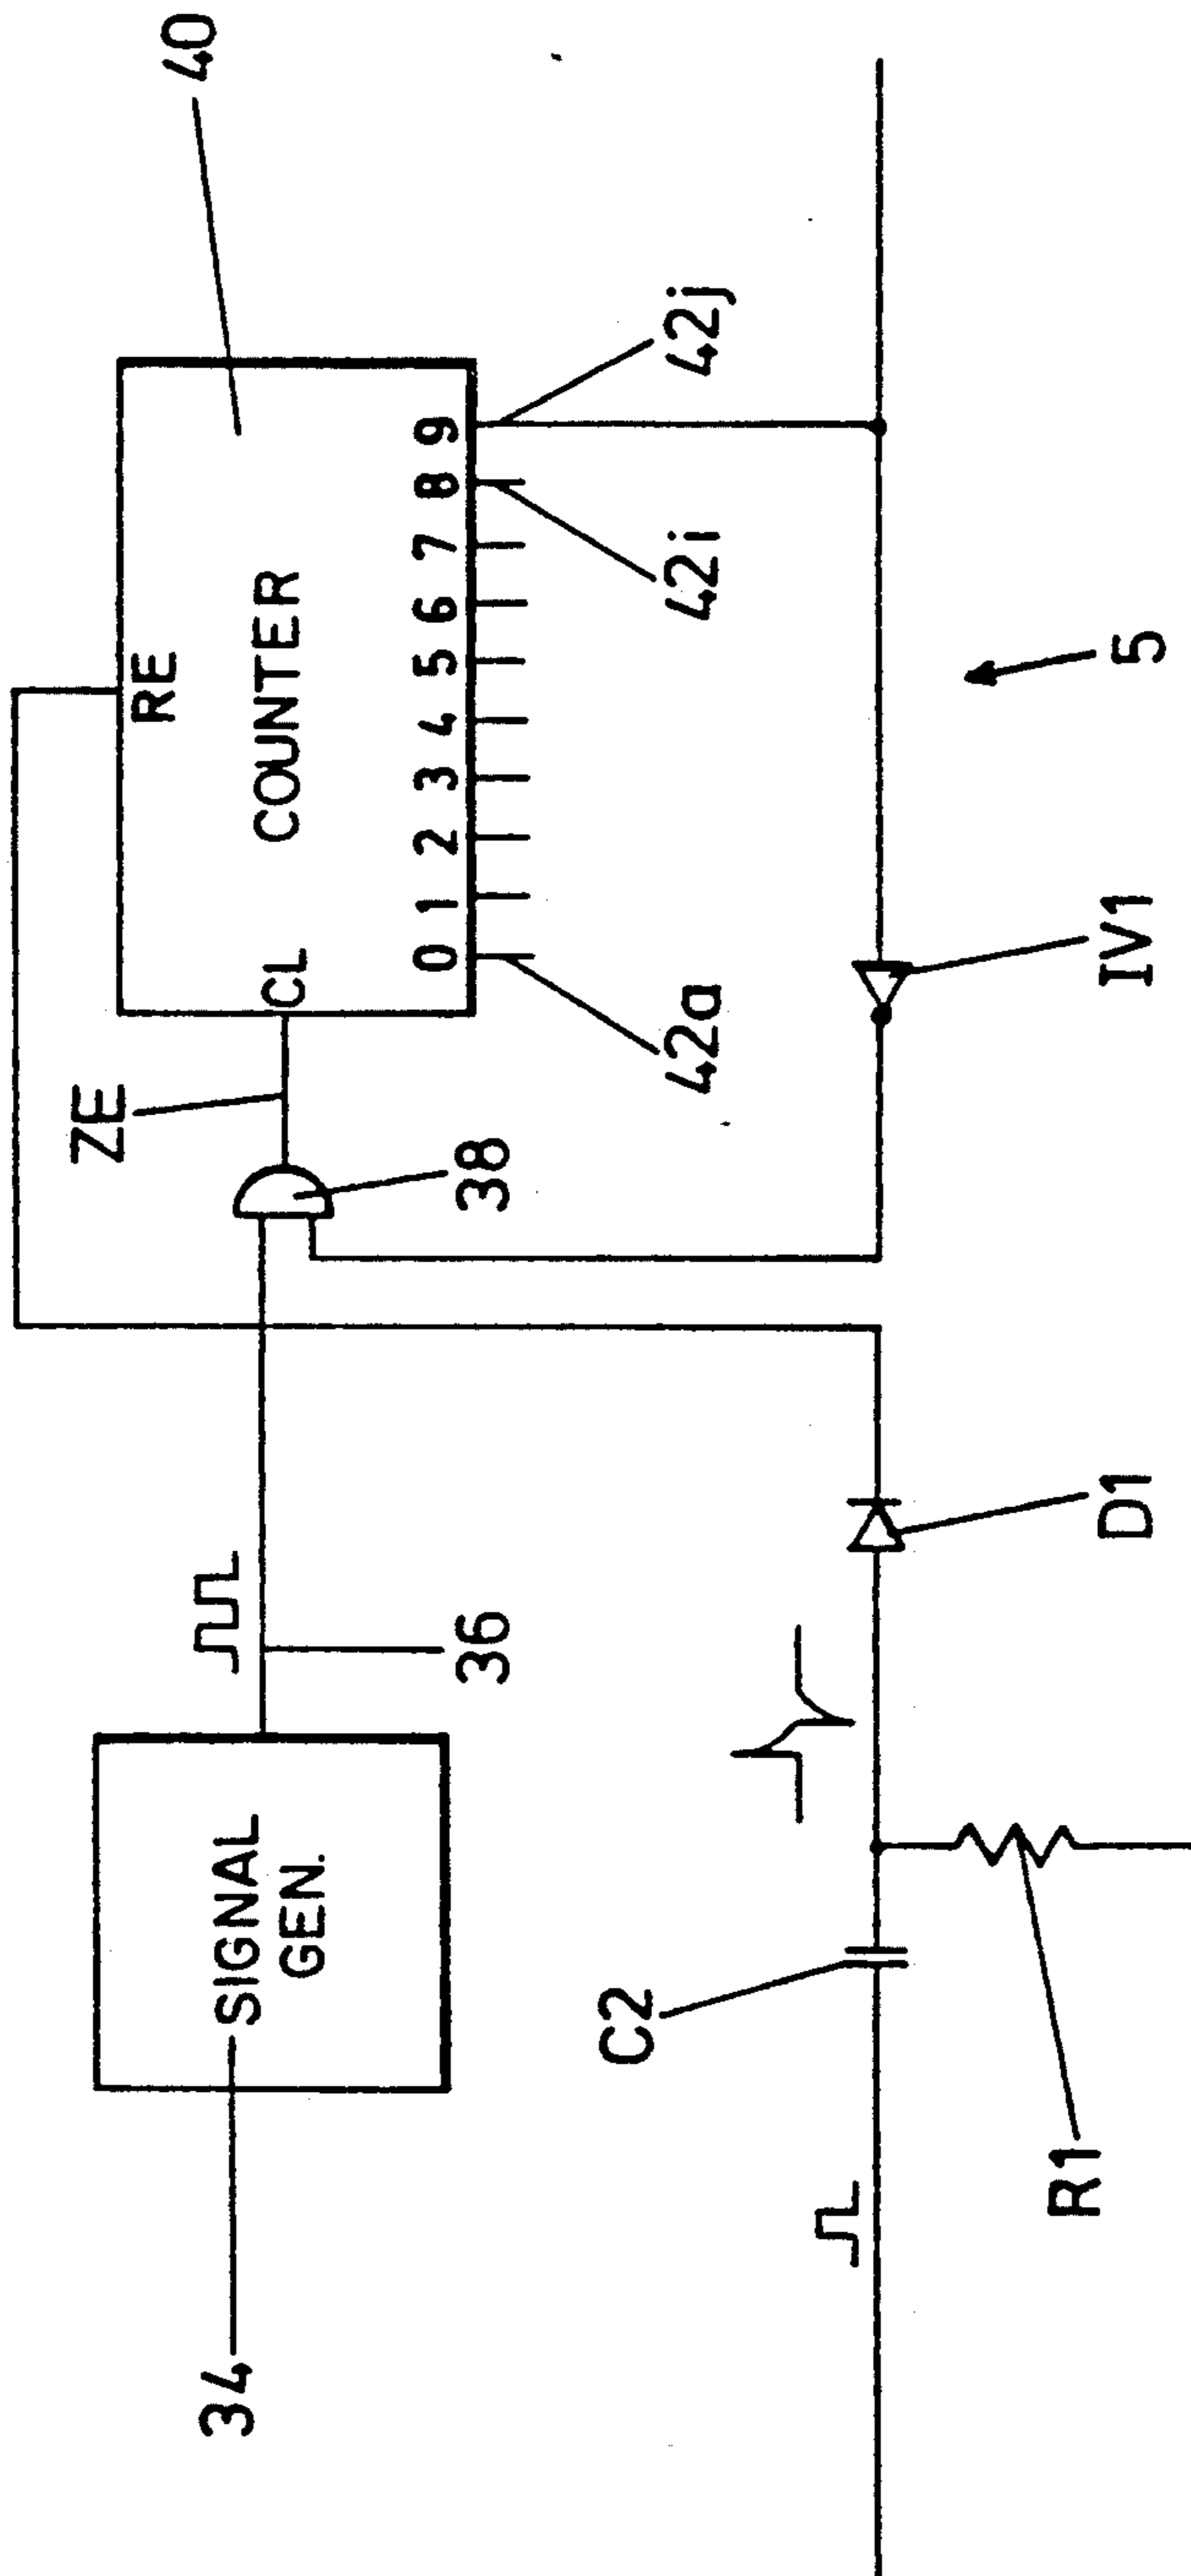 40
RE
COUNTER
CL
0 1 2 3 4 5 6 7 8 9
ZE
38
42a
42i
42j
SIGNAL
GEN.
34
36
5
IV1
D1
C2
R1